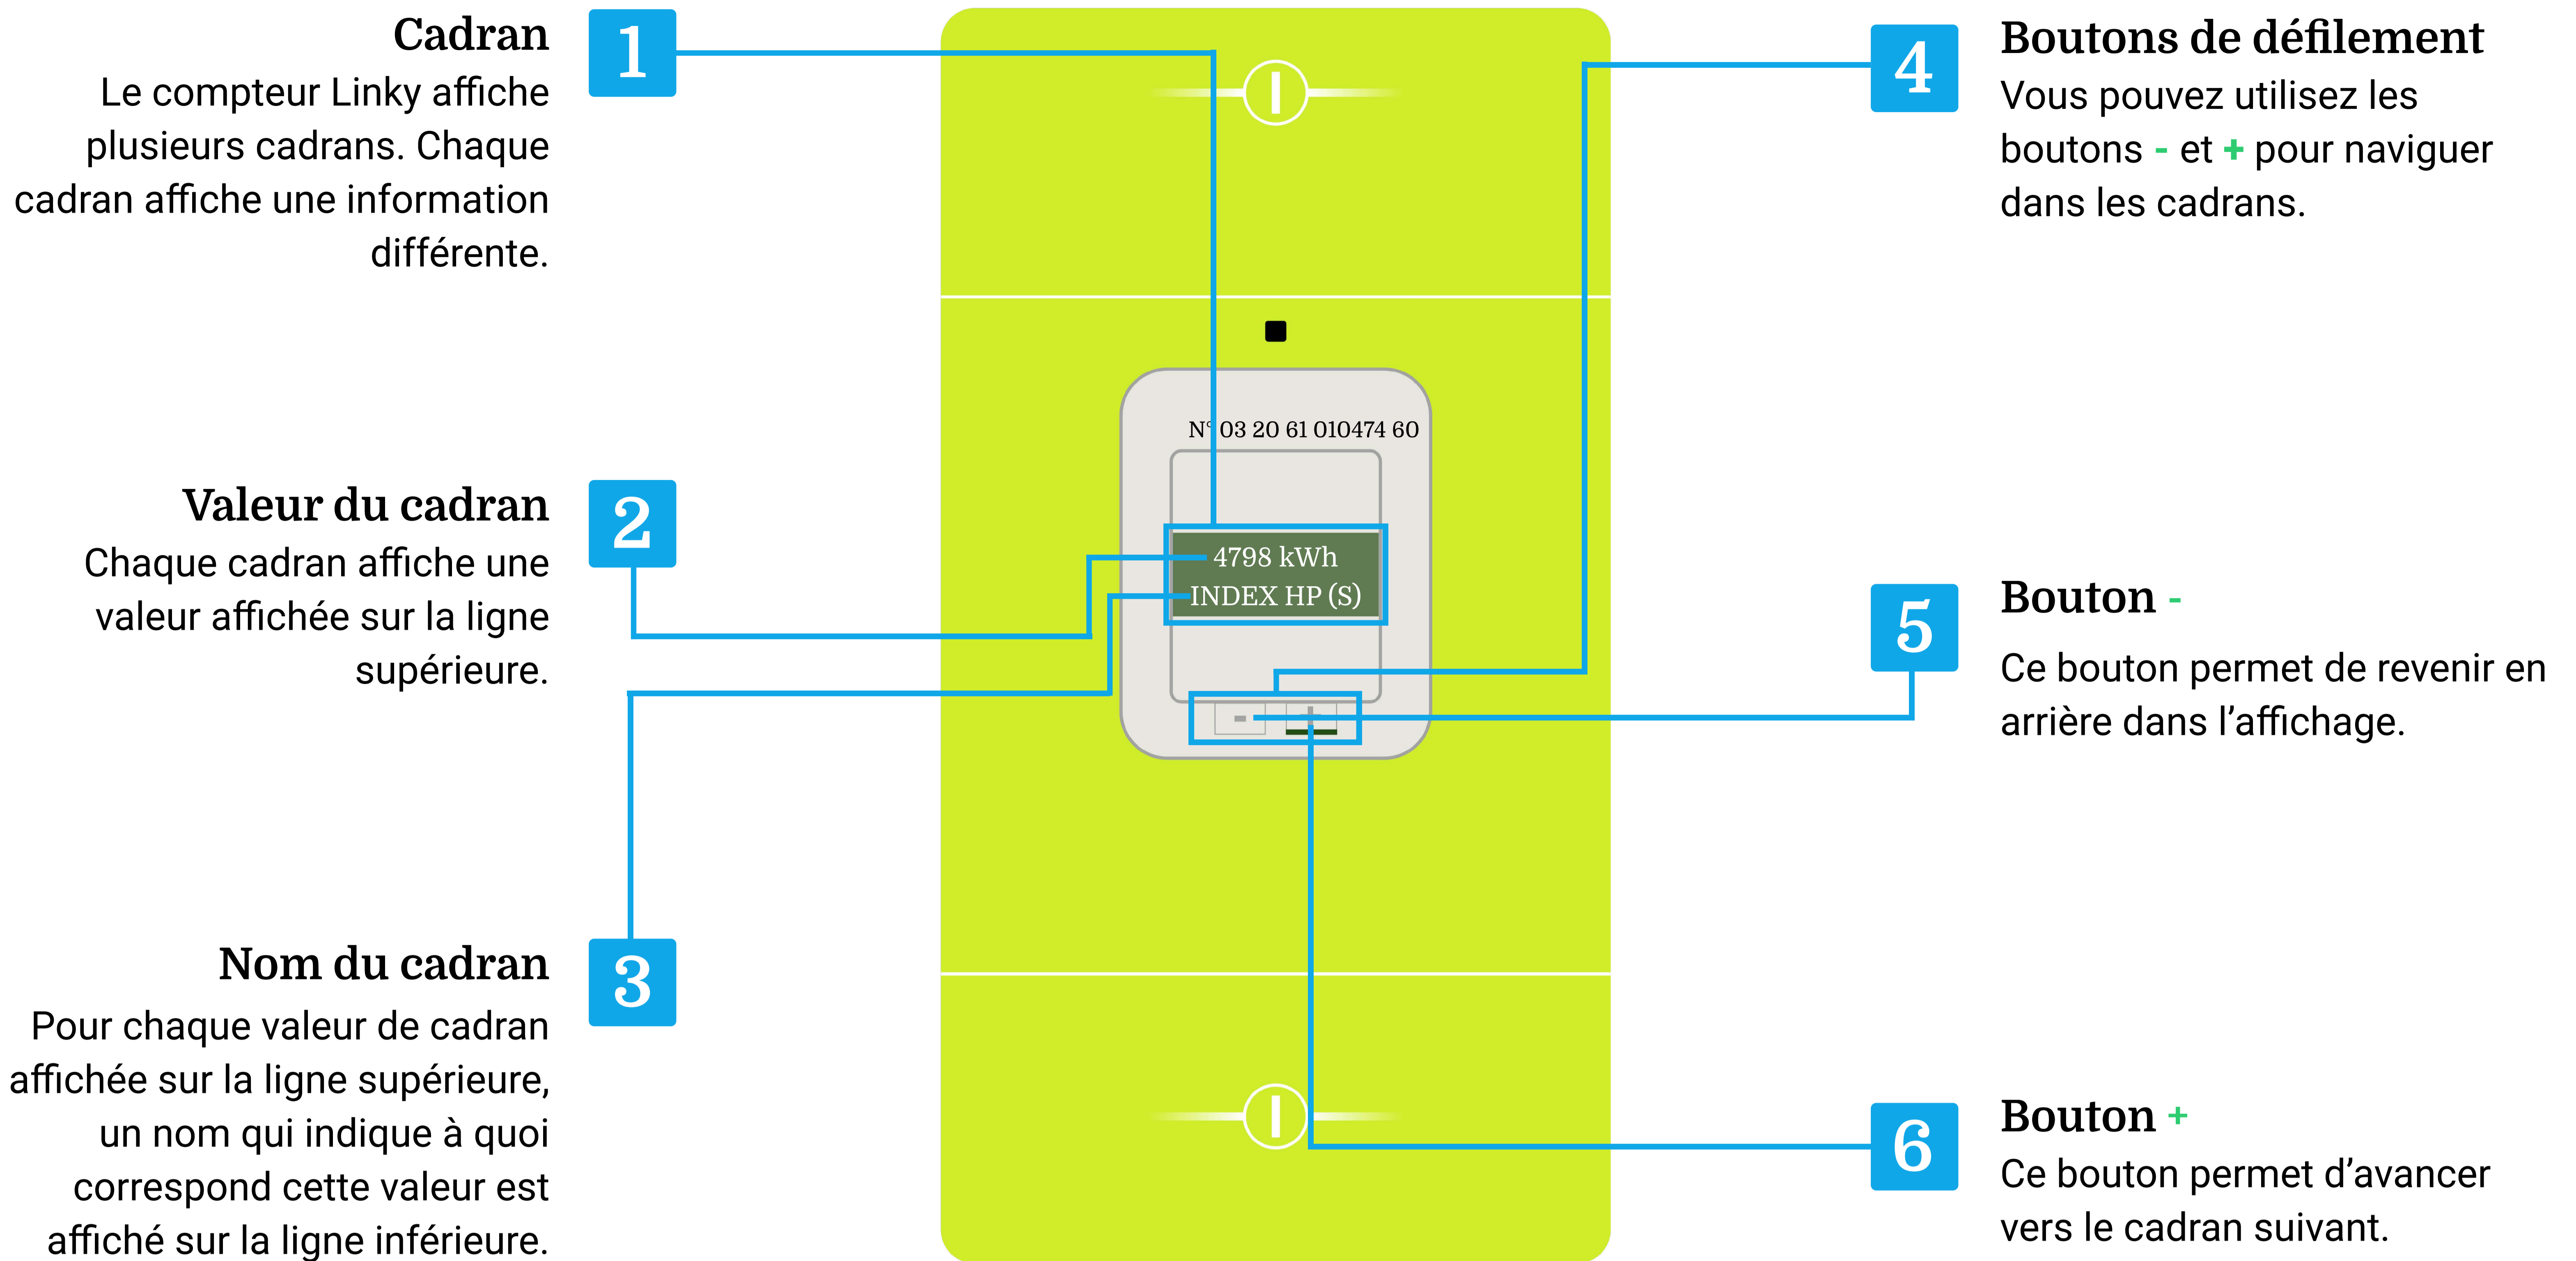 Cadran
1
Le compteur Linky affiche
plusieurs cadrans. Chaque
cadran affiche une information
différente.
Valeur du cadran
2
Chaque cadran affiche une
valeur affichée sur la ligne
supérieure.
Nom du cadran
3
Pour chaque valeur de cadran
affichée sur la ligne supérieure,
un nom qui indique à quoi
correspond cette valeur est
affiché sur la ligne inférieure.
N° 03 20 61 010474 60
4798 kWh
INDEX HP (S)
- +
4
Boutons de défilement
Vous pouvez utilisez les
boutons - et + pour naviguer
dans les cadrans.
5
Bouton -
Ce bouton permet de revenir en
arrière dans l’affichage.
6
Bouton +
Ce bouton permet d’avancer
vers le cadran suivant.